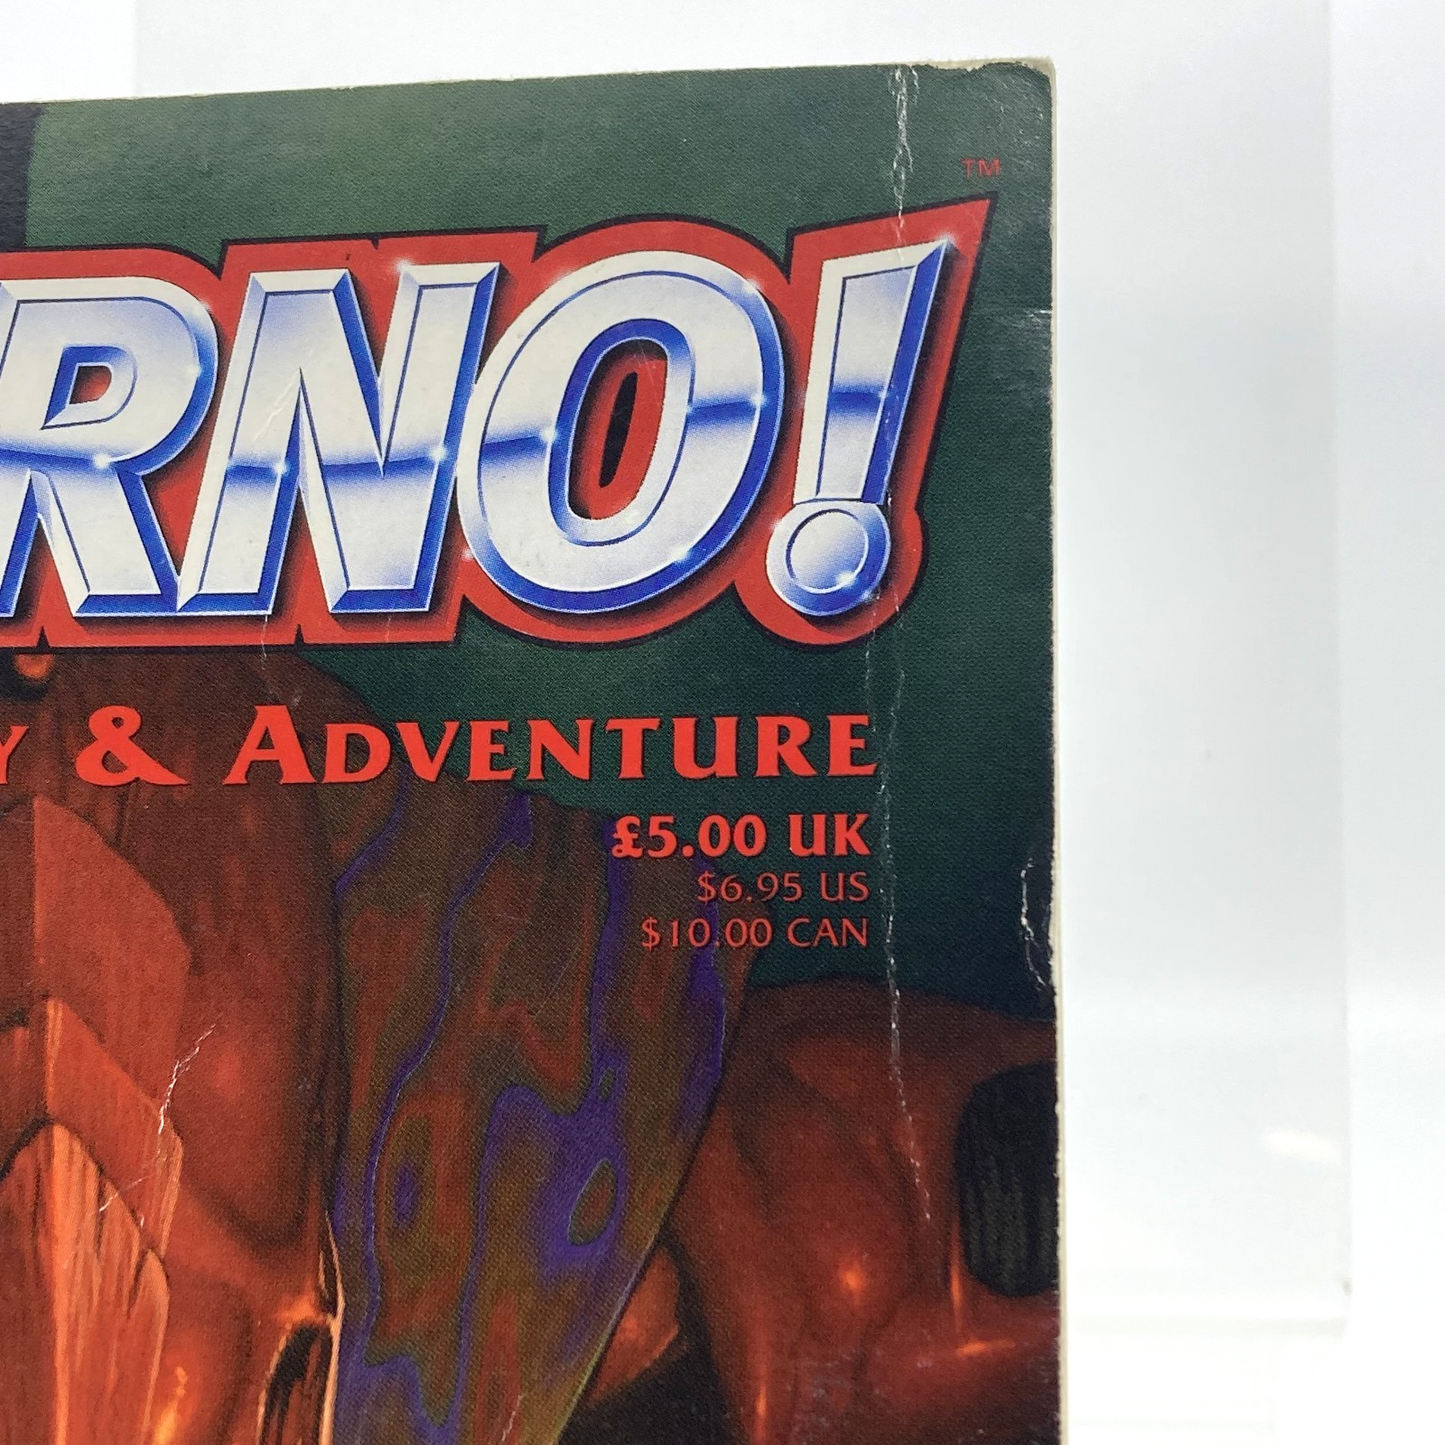 ™
RNO!
Y & ADVENTURE
£5.00 UK
$6.95 US
$10.00 CAN